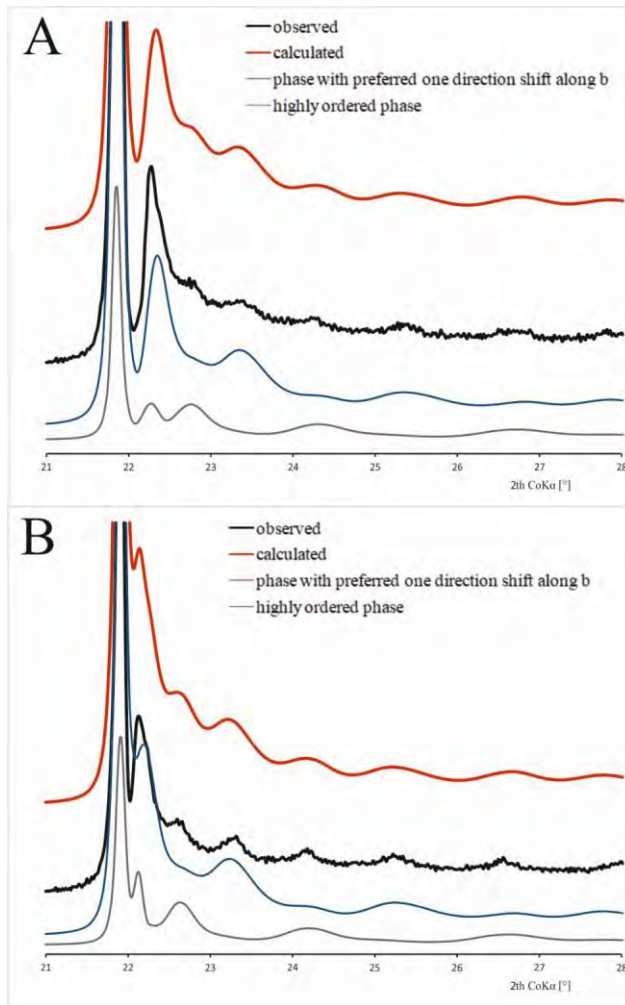 A
observed
calculated
phase with preferred one direction shift along b
highly ordered phase
21 22 23 24 25 26 27 28
2th CoKα [°]
B
observed
calculated
phase with preferred one direction shift along b
highly ordered phase
21 22 23 24 25 26 27 28
2th CoKα [°]